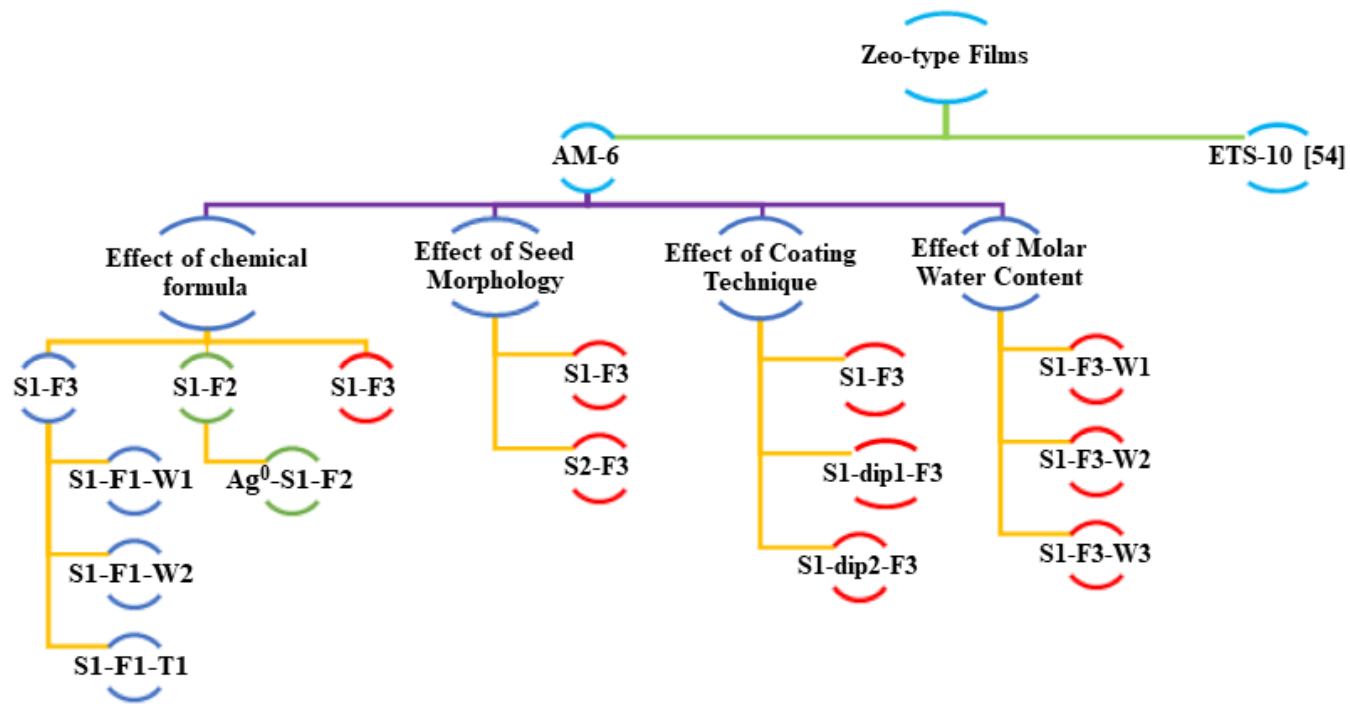 Zeo-type Films
AM-6
ETS-10 [54]
Effect of chemical
formula
Effect of Seed
Morphology
Effect of Coating
Technique
Effect of Molar
Water Content
S1-F3
S1-F2
S1-F3
S1-F1-W1
Ag⁰-S1-F2
S1-F1-W2
S1-F1-T1
S1-F3
S2-F3
S1-F3
S1-dip1-F3
S1-dip2-F3
S1-F3-W1
S1-F3-W2
S1-F3-W3